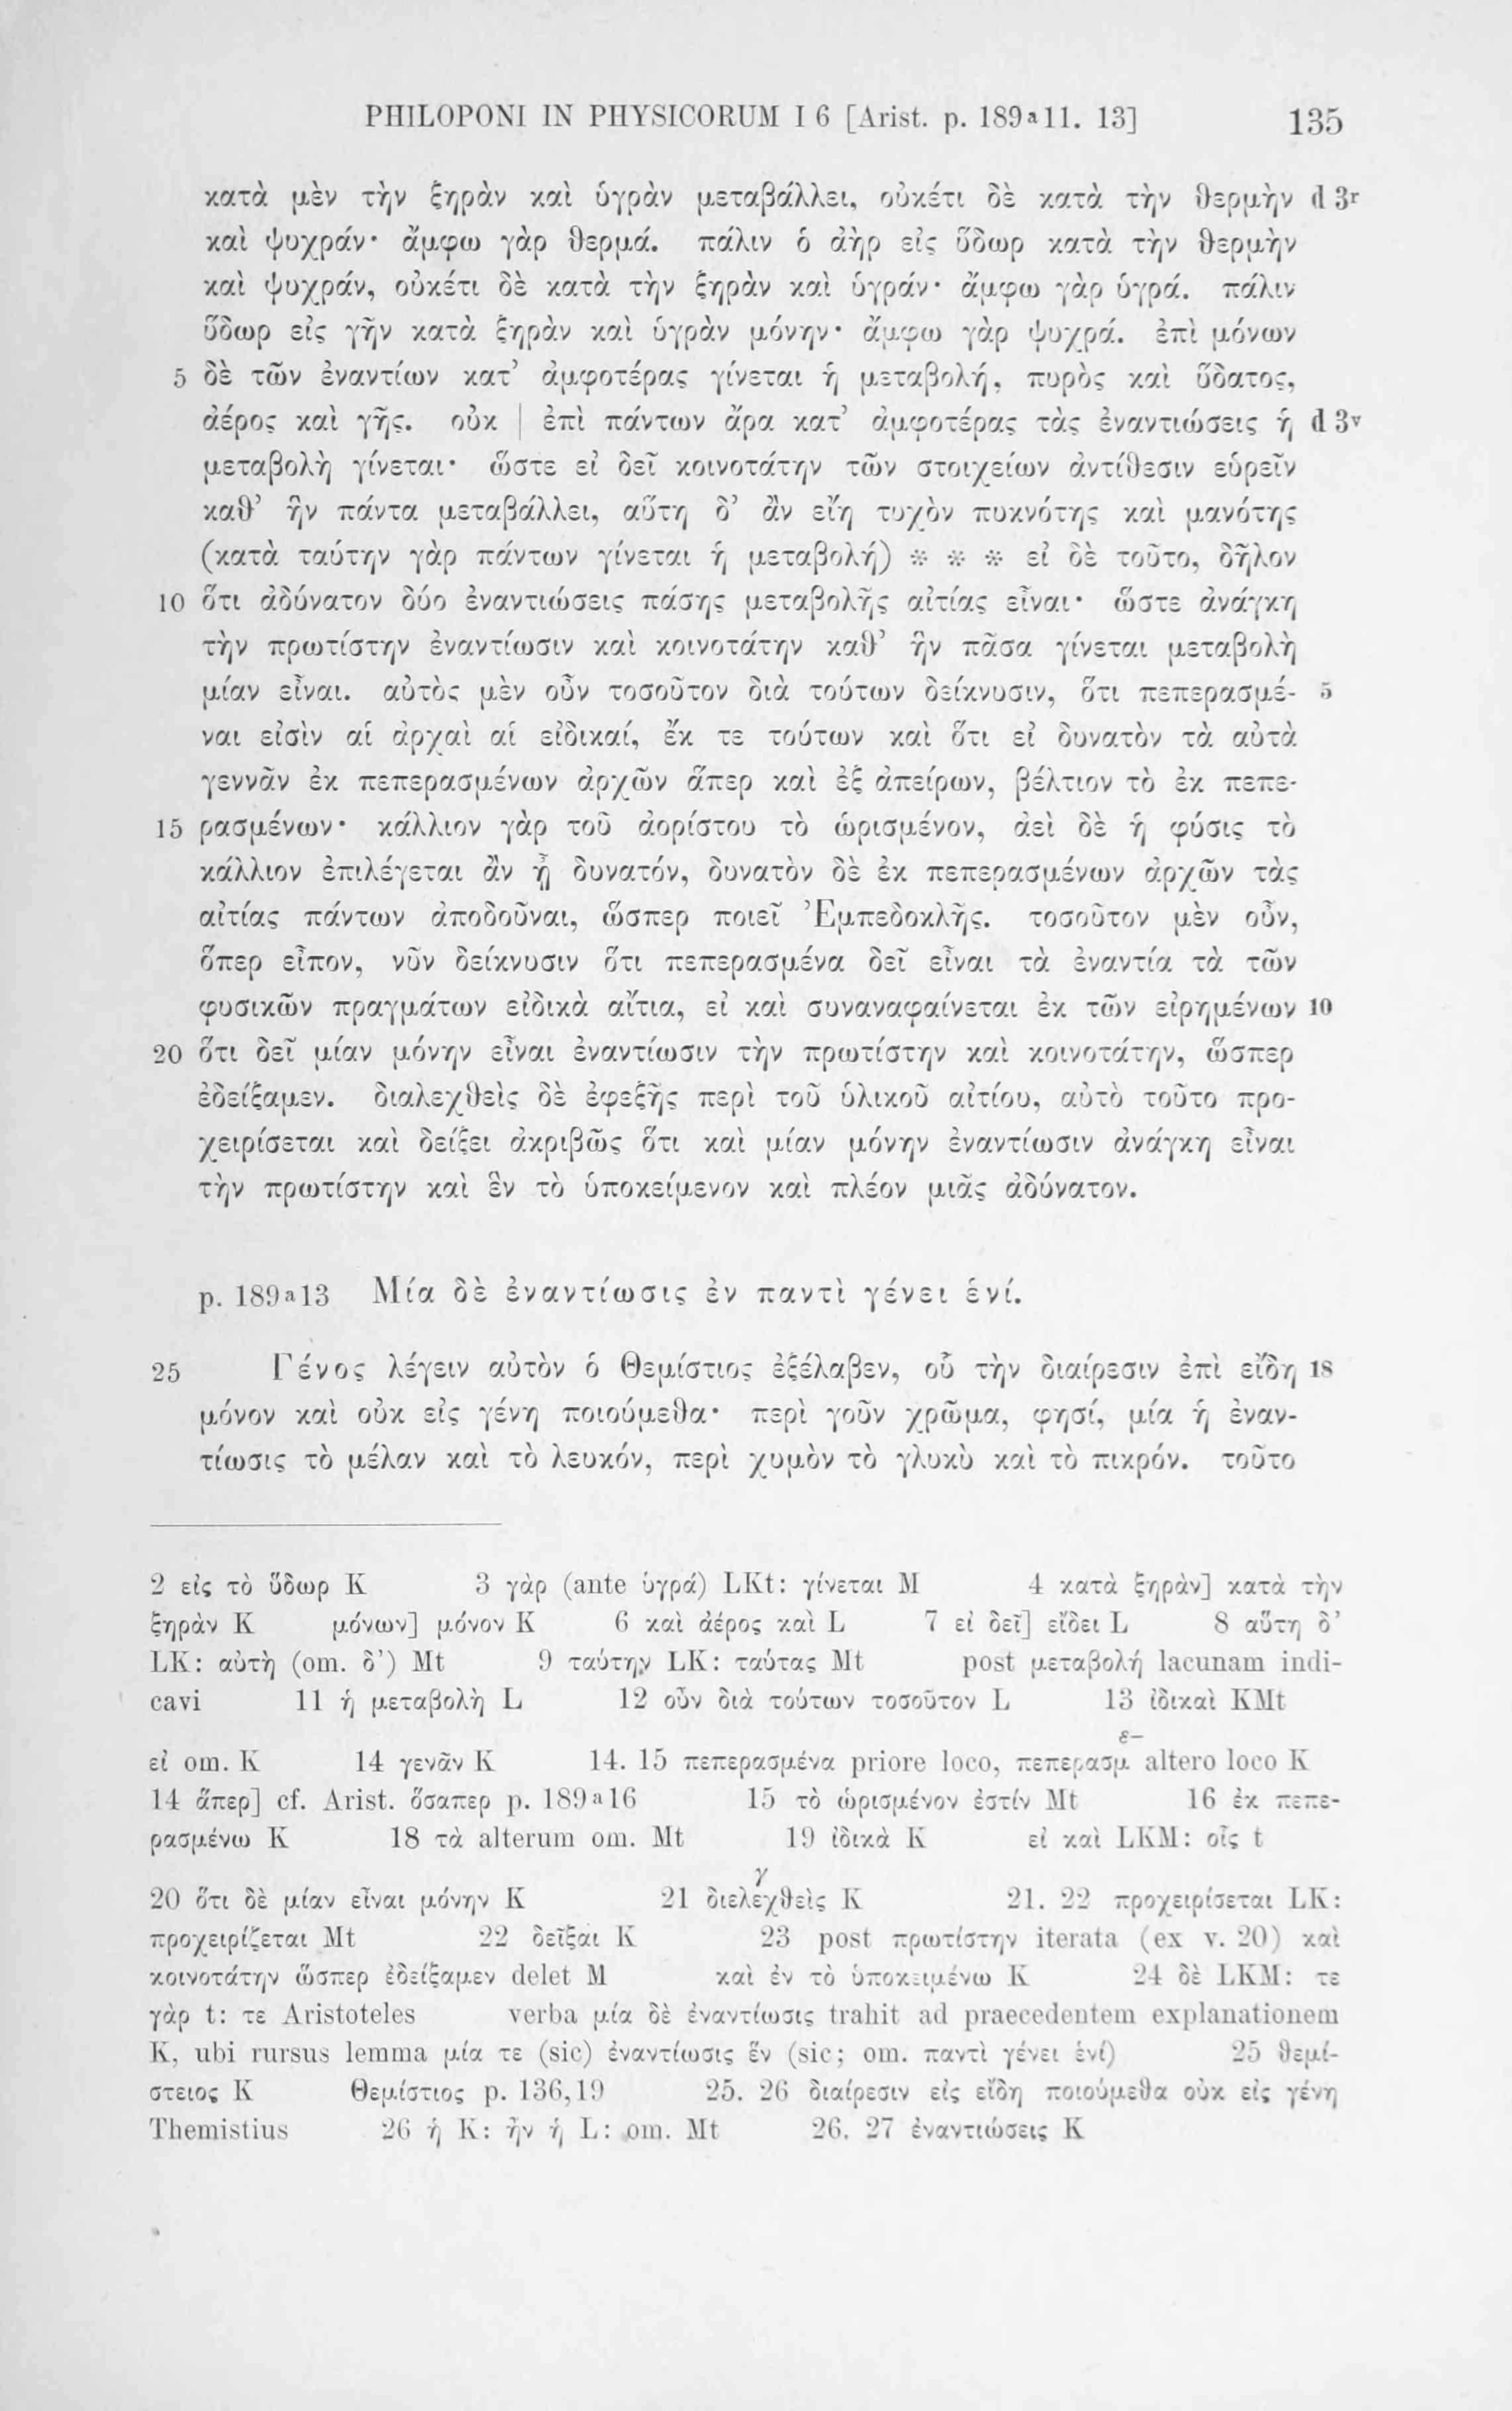 PHILOPONI IN PHYSICORUM I 6 [Arist. p. 189ᵃ11. 13] 135
κατὰ μὲν τὴν ξηρὰν καὶ ὑγρὰν μεταβάλλει, οὐκέτι δὲ κατὰ τὴν θερμὴν d 3ʳ
καὶ ψυχράν· ἄμφω γὰρ θερμά. πάλιν ὁ ἀὴρ εἰς ὕδωρ κατὰ τὴν θερμὴν
καὶ ψυχράν, οὐκέτι δὲ κατὰ τὴν ξηρὰν καὶ ὑγράν· ἄμφω γὰρ ὑγρά. πάλιν
ὕδωρ εἰς γῆν κατὰ ξηρὰν καὶ ὑγρὰν μόνην· ἄμφω γὰρ ψυχρά. ἐπὶ μόνων
5 δὲ τῶν ἐναντίων κατ’ ἀμφοτέρας γίνεται ἡ μεταβολή, πυρὸς καὶ ὕδατος,
ἀέρος καὶ γῆς. οὐκ | ἐπὶ πάντων ἄρα κατ’ ἀμφοτέρας τὰς ἐναντιώσεις ἡ d 3ᵛ
μεταβολὴ γίνεται· ὥστε εἰ δεῖ κοινοτάτην τῶν στοιχείων ἀντίθεσιν εὑρεῖν
καθ’ ἣν πάντα μεταβάλλει, αὕτη δ’ ἂν εἴη τυχὸν πυκνότης καὶ μανότης
(κατὰ ταύτην γὰρ πάντων γίνεται ἡ μεταβολή) * * * εἰ δὲ τοῦτο, δῆλον
10 ὅτι ἀδύνατον δύο ἐναντιώσεις πάσης μεταβολῆς αἰτίας εἶναι· ὥστε ἀνάγκη
τὴν πρωτίστην ἐναντίωσιν καὶ κοινοτάτην καθ’ ἣν πᾶσα γίνεται μεταβολὴ
μίαν εἶναι. αὐτὸς μὲν οὖν τοσοῦτον διὰ τούτων δείκνυσιν, ὅτι πεπερασμέ- 5
ναι εἰσὶν αἱ ἀρχαὶ αἱ εἰδικαί, ἔκ τε τούτων καὶ ὅτι εἰ δυνατὸν τὰ αὐτὰ
γεννᾶν ἐκ πεπερασμένων ἀρχῶν ἅπερ καὶ ἐξ ἀπείρων, βέλτιον τὸ ἐκ πεπε-
15 ρασμένων· κάλλιον γὰρ τοῦ ἀορίστου τὸ ὡρισμένον, ἀεὶ δὲ ἡ φύσις τὸ
κάλλιον ἐπιλέγεται ἂν ᾖ δυνατόν, δυνατὸν δὲ ἐκ πεπερασμένων ἀρχῶν τὰς
αἰτίας πάντων ἀποδοῦναι, ὥσπερ ποιεῖ Ἐμπεδοκλῆς. τοσοῦτον μὲν οὖν,
ὅπερ εἶπον, νῦν δείκνυσιν ὅτι πεπερασμένα δεῖ εἶναι τὰ ἐναντία τὰ τῶν
φυσικῶν πραγμάτων εἰδικὰ αἴτια, εἰ καὶ συναναφαίνεται ἐκ τῶν εἰρημένων 10
20 ὅτι δεῖ μίαν μόνην εἶναι ἐναντίωσιν τὴν πρωτίστην καὶ κοινοτάτην, ὥσπερ
ἐδείξαμεν. διαλεχθεὶς δὲ ἐφεξῆς περὶ τοῦ ὑλικοῦ αἰτίου, αὐτὸ τοῦτο προ-
χειρίσεται καὶ δείξει ἀκριβῶς ὅτι καὶ μίαν μόνην ἐναντίωσιν ἀνάγκη εἶναι
τὴν πρωτίστην καὶ ἓν τὸ ὑποκείμενον καὶ πλέον μιᾶς ἀδύνατον.
p. 189ᵃ13 Μία δὲ ἐναντίωσις ἐν παντὶ γένει ἑνί.
25 Γένος λέγειν αὐτὸν ὁ Θεμίστιος ἐξέλαβεν, οὗ τὴν διαίρεσιν ἐπὶ εἴδη 18
μόνον καὶ οὐκ εἰς γένη ποιούμεθα· περὶ γοῦν χρῶμα, φησί, μία ἡ ἐναν-
τίωσις τὸ μέλαν καὶ τὸ λευκόν, περὶ χυμὸν τὸ γλυκὺ καὶ τὸ πικρόν. τοῦτο
2 εἰς τὸ ὕδωρ K 3 γὰρ (ante ὑγρά) LKt: γίνεται M 4 κατὰ ξηρὰν] κατὰ τὴν
ξηρὰν K μόνων] μόνον K 6 καὶ ἀέρος καὶ L 7 εἰ δεῖ] εἴδει L 8 αὕτη δ’
LK: αὐτὴ (om. δ’) Mt 9 ταύτην LK: ταύτας Mt post μεταβολή lacunam indi-
cavi 11 ἡ μεταβολὴ L 12 οὖν διὰ τούτων τοσοῦτον L 13 ἰδικαὶ KMt
εἰ om. K 14 γενᾶν K 14. 15 πεπερασμένα priore loco, πεπερασμ altero loco K
14 ἅπερ] cf. Arist. ὅσαπερ p. 189ᵃ16 15 τὸ ὡρισμένον ἐστίν Mt 16 ἐκ πεπε-
ρασμένω K 18 τὰ alterum om. Mt 19 ἰδικὰ K εἰ καὶ LKM: οἷς t
20 ὅτι δὲ μίαν εἶναι μόνην K 21 διελεχθεὶς K 21. 22 προχειρίσεται LK:
προχειρίζεται Mt 22 δεῖξαι K 23 post πρωτίστην iterata (ex v. 20) καὶ
κοινοτάτην ὥσπερ ἐδείξαμεν delet M καὶ ἐν τὸ ὑποκειμένω K 24 δὲ LKM: τε
γὰρ t: τε Aristoteles verba μία δὲ ἐναντίωσις trahit ad praecedentem explanationem
K, ubi rursus lemma μία τε (sic) ἐναντίωσις ἓν (sic; om. παντὶ γένει ἑνί) 25 θεμί-
στειος K Θεμίστιος p. 136,19 25. 26 διαίρεσιν εἰς εἴδη ποιούμεθα οὐκ εἰς γένη
Themistius 26 ἡ K: ἦν ἡ L: om. Mt 26. 27 ἐναντιώσεις K